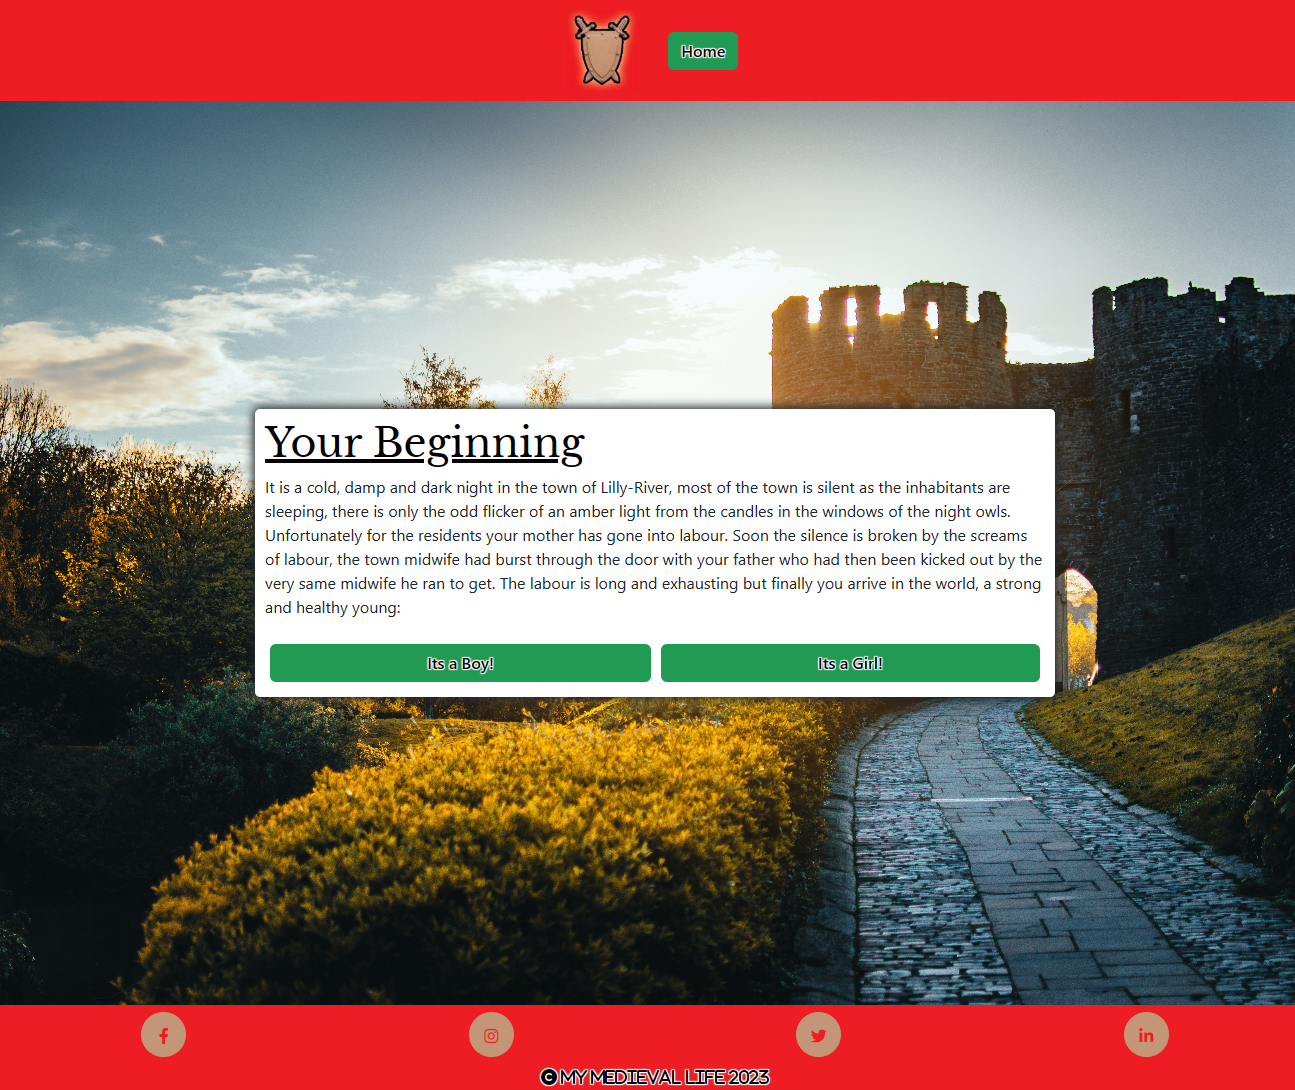 Home
Your Beginning
It is a cold, damp and dark night in the town of Lilly-River, most of the town is silent as the inhabitants are
sleeping, there is only the odd flicker of an amber light from the candles in the windows of the night owls.
Unfortunately for the residents your mother has gone into labour. Soon the silence is broken by the screams
of labour, the town midwife had burst through the door with your father who had then been kicked out by the
very same midwife he ran to get. The labour is long and exhausting but finally you arrive in the world, a strong
and healthy young:
Its a Boy!
Its a Girl!
© MY MEDIEVAL LIFE 2023